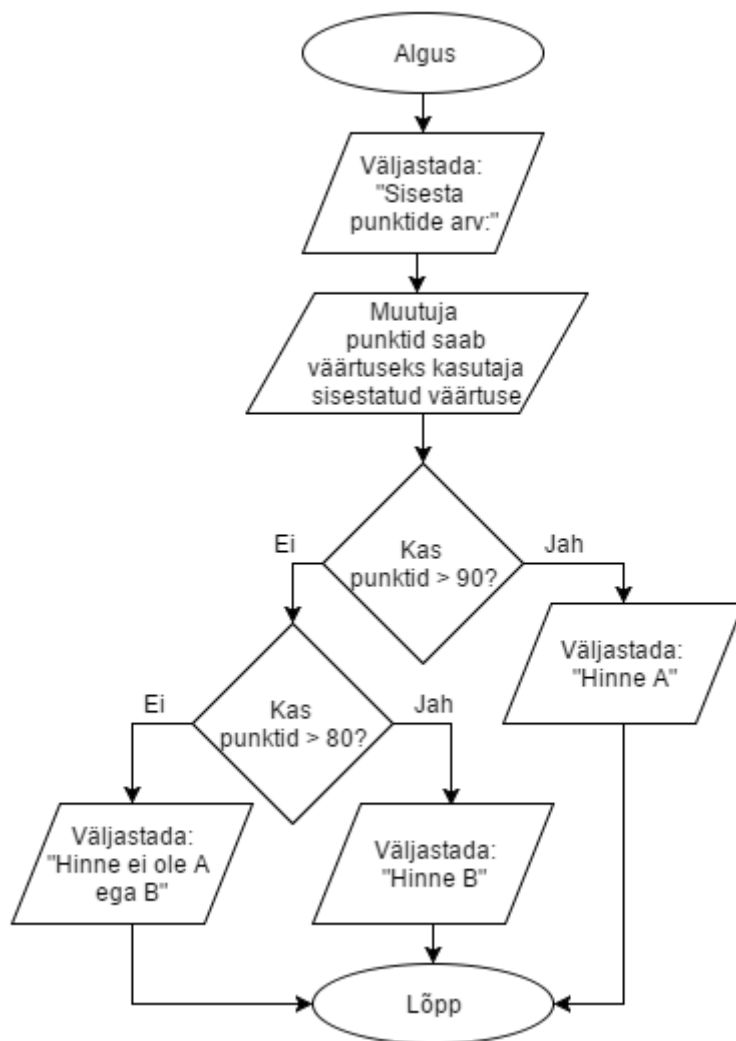 Algus
Väljastada:
"Sisesta
punktide arv:"
Muutuja
punktid saab
väärtuseks kasutaja
sisestatud väärtuse
Kas
punktid > 90?
Ei
Jah
Väljastada:
"Hinne A"
Kas
punktid > 80?
Ei
Jah
Väljastada:
"Hinne ei ole A
ega B"
Väljastada:
"Hinne B"
Lõpp